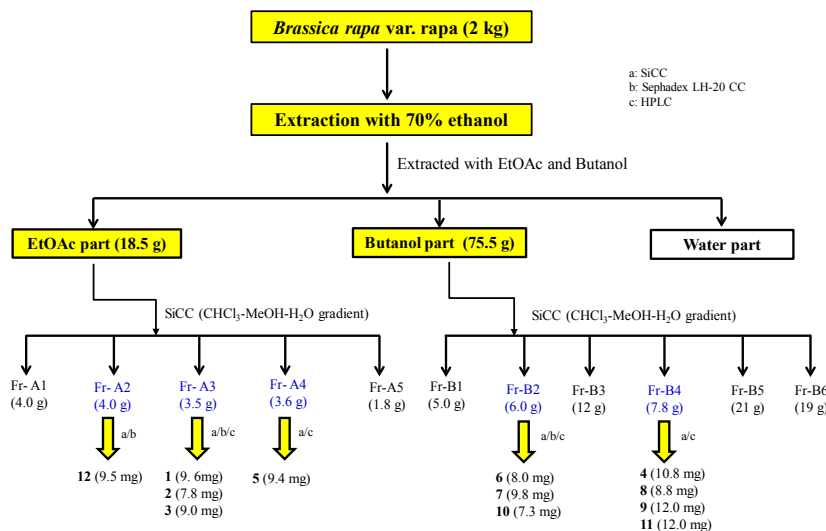 Brassica rapa var. rapa (2 kg)
a: SiCC
b: Sephadex LH-20 CC
c: HPLC
Extraction with 70% ethanol
Extracted with EtOAc and Butanol
EtOAc part (18.5 g)
Butanol part (75.5 g)
Water part
SiCC (CHCl₃-MeOH-H₂O gradient)
SiCC (CHCl₃-MeOH-H₂O gradient)
Fr- A1
(4.0 g)
Fr- A2
(4.0 g)
Fr- A3
(3.5 g)
Fr- A4
(3.6 g)
Fr-A5
(1.8 g)
Fr-B1
(5.0 g)
Fr-B2
(6.0 g)
Fr-B3
(12 g)
Fr-B4
(7.8 g)
Fr-B5
(21 g)
Fr-B6
(19 g)
a/b
a/b/c
a/c
a/b/c
a/c
12 (9.5 mg)
1 (9. 6mg)
2 (7.8 mg)
3 (9.0 mg)
5 (9.4 mg)
6 (8.0 mg)
7 (9.8 mg)
10 (7.3 mg)
4 (10.8 mg)
8 (8.8 mg)
9 (12.0 mg)
11 (12.0 mg)